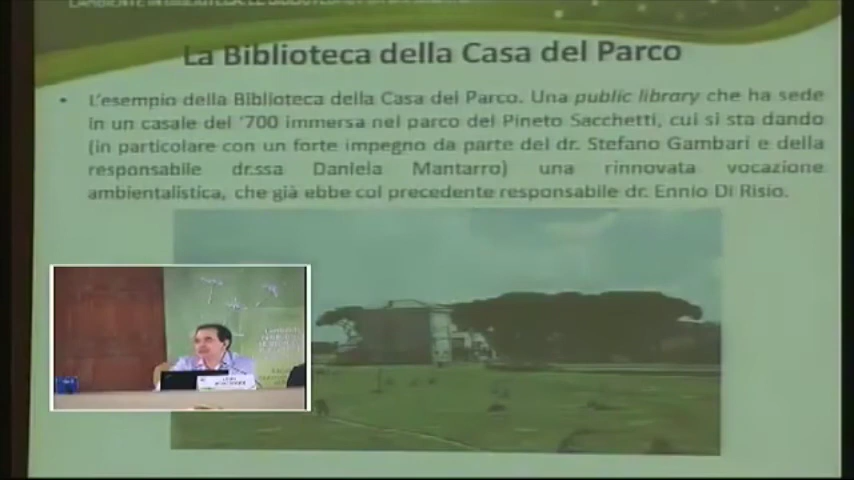 La Biblioteca della Casa del Parco
• L'esempio della Biblioteca della Casa del Parco. Una public library che ha sede
in un casale del '700 immersa nel parco del Pineto Sacchetti, cui si sta dando
(in particolare con un forte impegno da parte del dr. Stefano Gambari e della
responsabile dr.ssa Daniela Mantarro) una rinnovata vocazione
ambientalistica, che già ebbe col precedente responsabile dr. Ennio Di Risio.